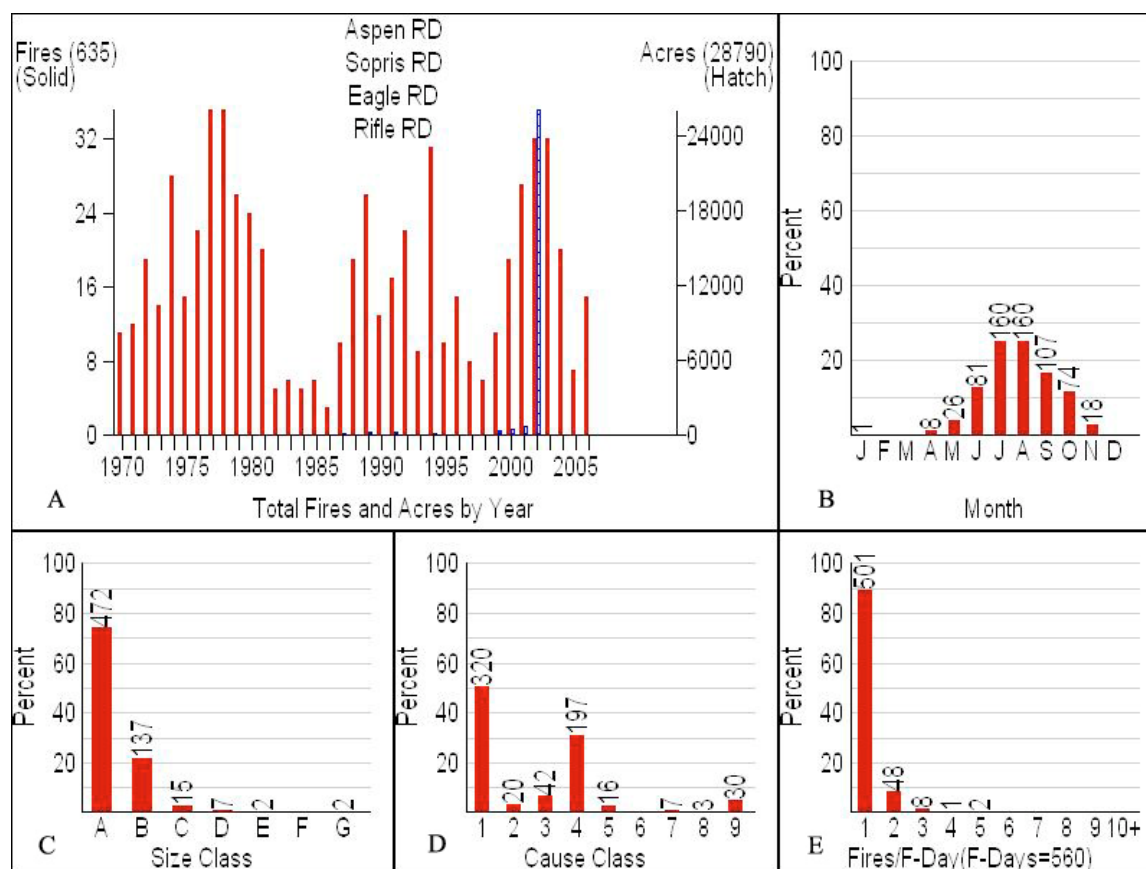 Aspen RD
Sopris RD
Eagle RD
Rifle RD
Fires (635)
(Solid)
Acres (28790)
(Hatch)
32
24
16
8
0
24000
18000
12000
6000
0
1970 1975 1980 1985 1990 1995 2000 2005
A
Total Fires and Acres by Year
100
80
60
40
20
Percent
1 8 26 81 160 160 107 74 18
J F M A M J J A S O N D
B
Month
100
80
60
40
20
Percent
472 137 15 7 2 2
A B C D E F G
C
Size Class
100
80
60
40
20
Percent
320 20 42 197 16 7 3 30
1 2 3 4 5 7 8 9
D
Cause Class
100
80
60
40
20
Percent
501 48 8 1 2
1 2 3 4 5 6 7 8 9 10+
E
Fires/F-Day(F-Days=560)